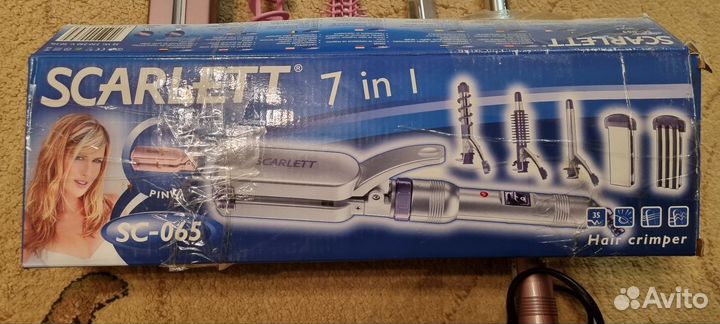 SCARLETT
SCARLETT® 7 in 1
SCARLETT
PINK
SC-065
35
Hair crimper
Avito